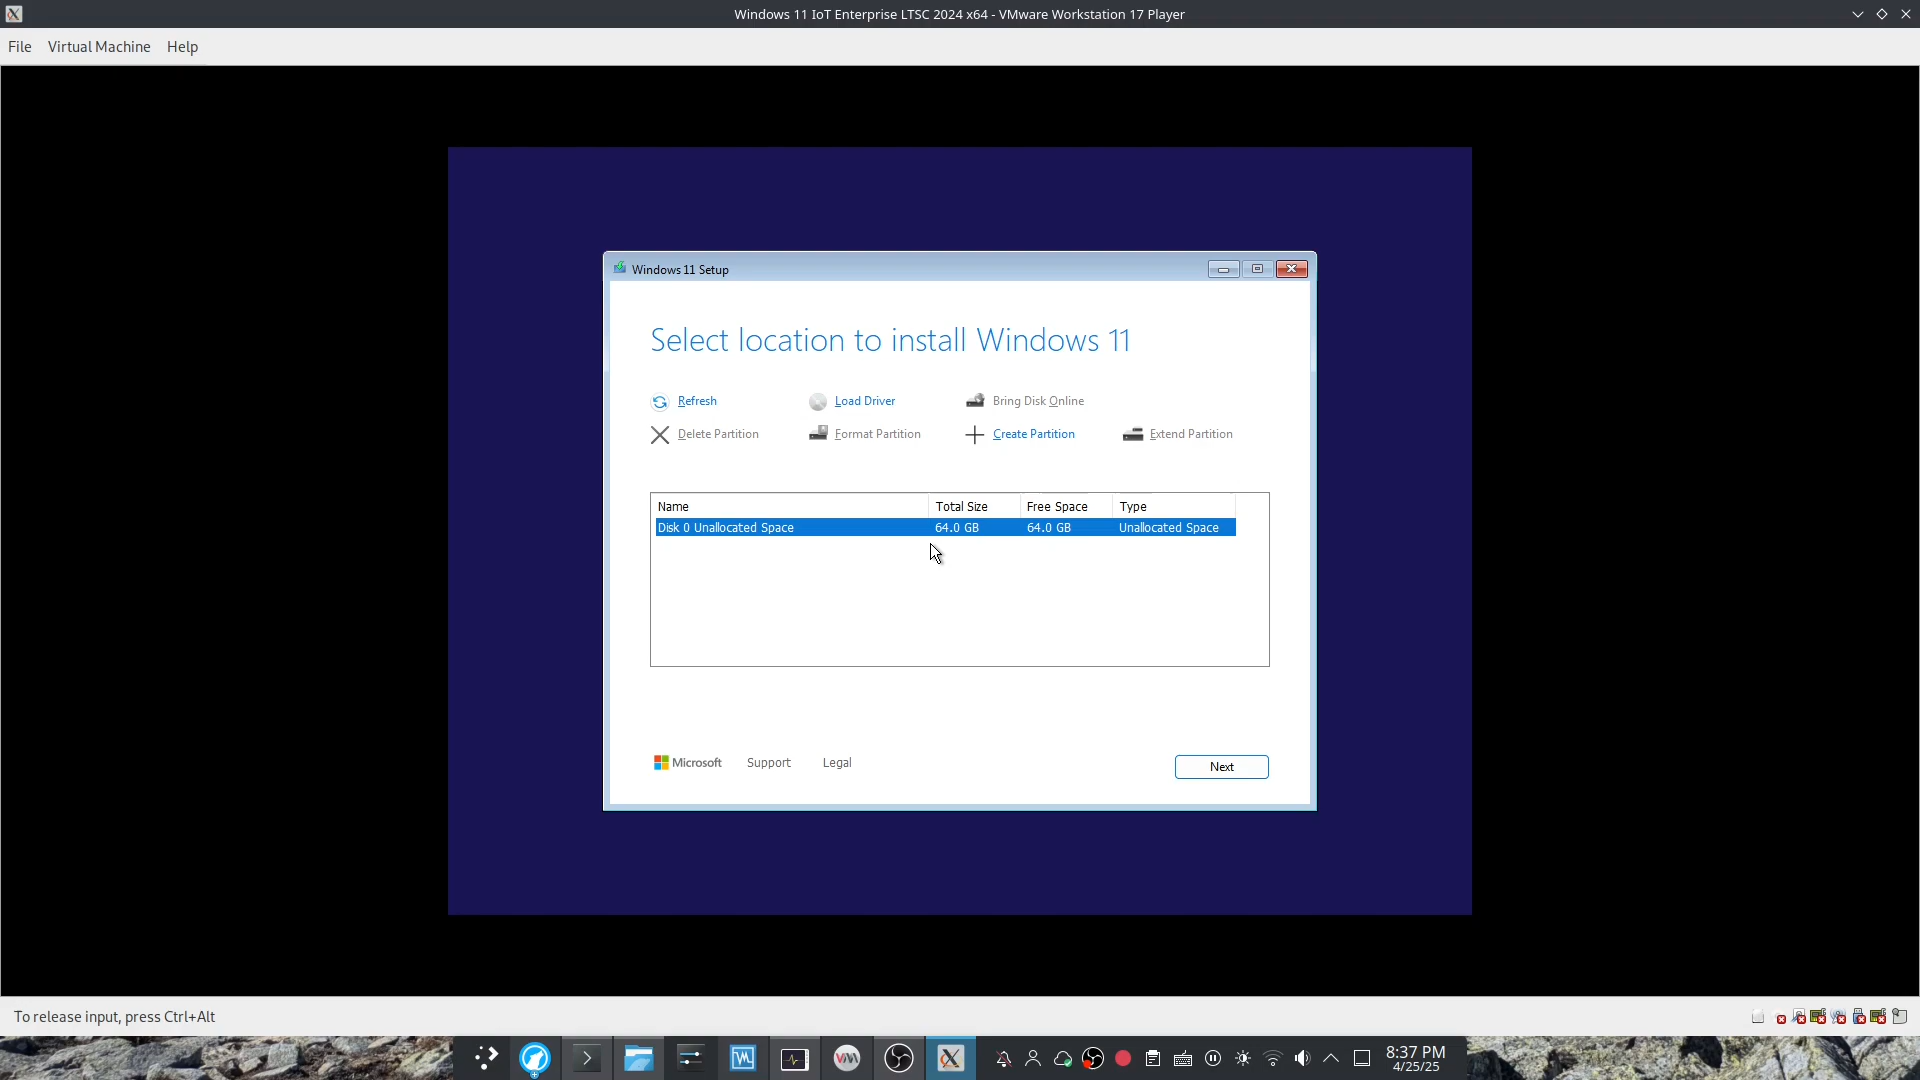 Windows 11 IoT Enterprise LTSC 2024 x64 - VMware Workstation 17 Player
File Virtual Machine Help
Windows 11 Setup
Select location to install Windows 11
Refresh Load Driver Bring Disk Online
Delete Partition Format Partition Create Partition Extend Partition
Name Total Size Free Space Type
Disk 0 Unallocated Space 64.0 GB 64.0 GB Unallocated Space
Microsoft Support Legal Next
To release input, press Ctrl+Alt
8:37 PM
4/25/25